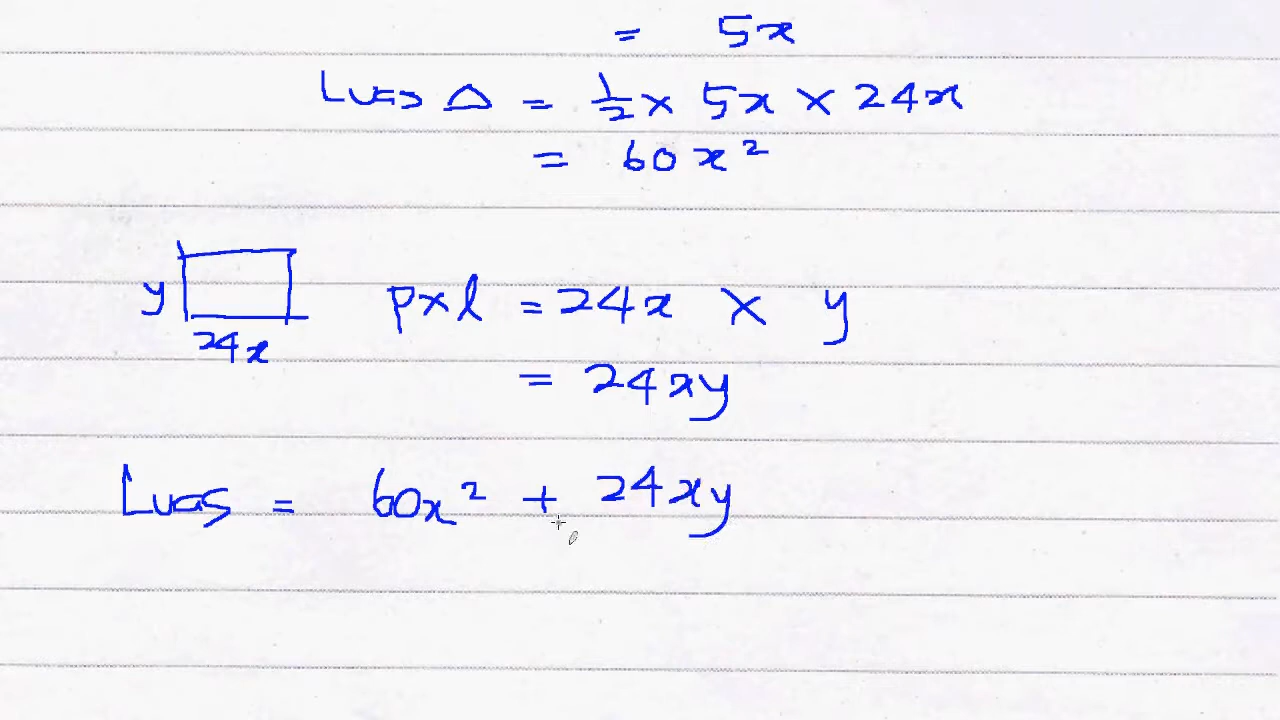 = 5x
Luas Δ = 1/2 × 5x × 24x
= 60x²
y
p×l = 24x × y
24x
= 24xy
Luas = 60x² + 24xy